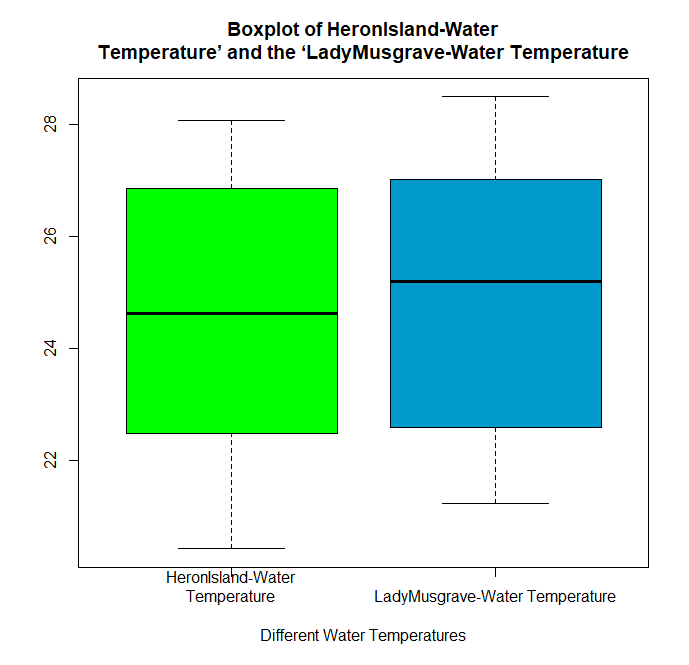 Boxplot of HeronIsland-Water
Temperature’ and the ‘LadyMusgrave-Water Temperature
28
26
24
22
HeronIsland-Water
Temperature
LadyMusgrave-Water Temperature
Different Water Temperatures